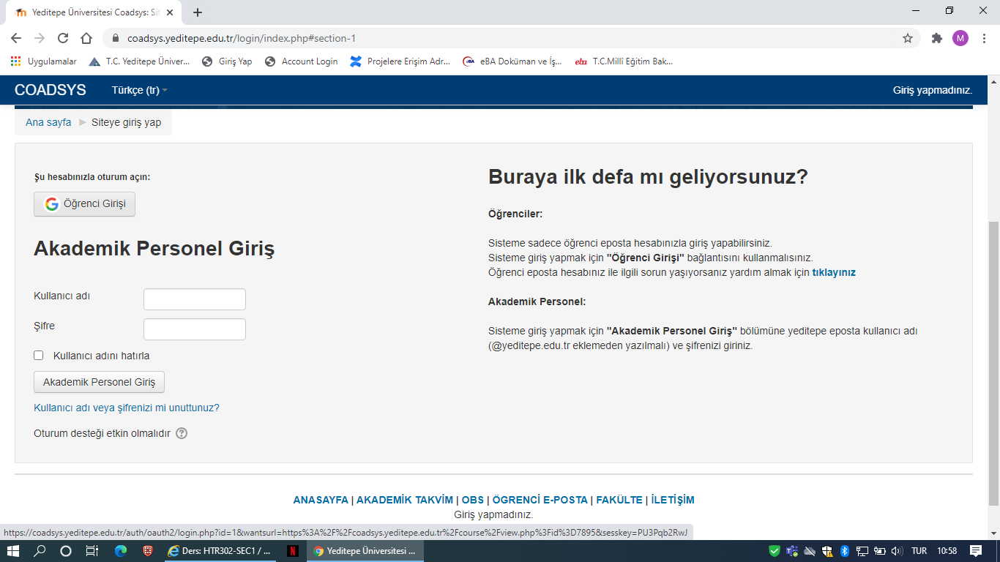 Yeditepe Üniversitesi Coadsys: Sit
coadsys.yeditepe.edu.tr/login/index.php#section-1
M
Uygulamalar
T.C. Yeditepe Üniver...
Giriş Yap
Account Login
Projelere Erişim Adr...
eBA Doküman ve İş...
T.C.Millî Eğitim Bak...
COADSYS
Türkçe (tr)
Giriş yapmadınız.
Ana sayfa ► Siteye giriş yap
Şu hesabınızla oturum açın:
Öğrenci Girişi
Akademik Personel Giriş
Kullanıcı adı
Şifre
Kullanıcı adını hatırla
Akademik Personel Giriş
Kullanıcı adı veya şifrenizi mi unuttunuz?
Oturum desteği etkin olmalıdır
Buraya ilk defa mı geliyorsunuz?
Öğrenciler:
Sisteme sadece öğrenci eposta hesabınızla giriş yapabilirsiniz.
Sisteme giriş yapmak için "Öğrenci Girişi" bağlantısını kullanmalısınız.
Öğrenci eposta hesabınız ile ilgili sorun yaşıyorsanız yardım almak için tıklayınız
Akademik Personel:
Sisteme giriş yapmak için "Akademik Personel Giriş" bölümüne yeditepe eposta kullanıcı adı
(@yeditepe.edu.tr eklemeden yazılmalı) ve şifrenizi giriniz.
ANASAYFA | AKADEMİK TAKVİM | OBS | ÖGRENCİ E-POSTA | FAKÜLTE | İLETİŞİM
Giriş yapmadınız.
https://coadsys.yeditepe.edu.tr/auth/oauth2/login.php?id=1&wantsurl=https%3A%2F%2Fcoadsys.yeditepe.edu.tr%2Fcourse%2Fview.php%3Fid%3D7895&sesskey=PU3Pqb2RwJ
Ders: HTR302-SEC1 / ...
N
Yeditepe Üniversitesi ...
TUR
10:58